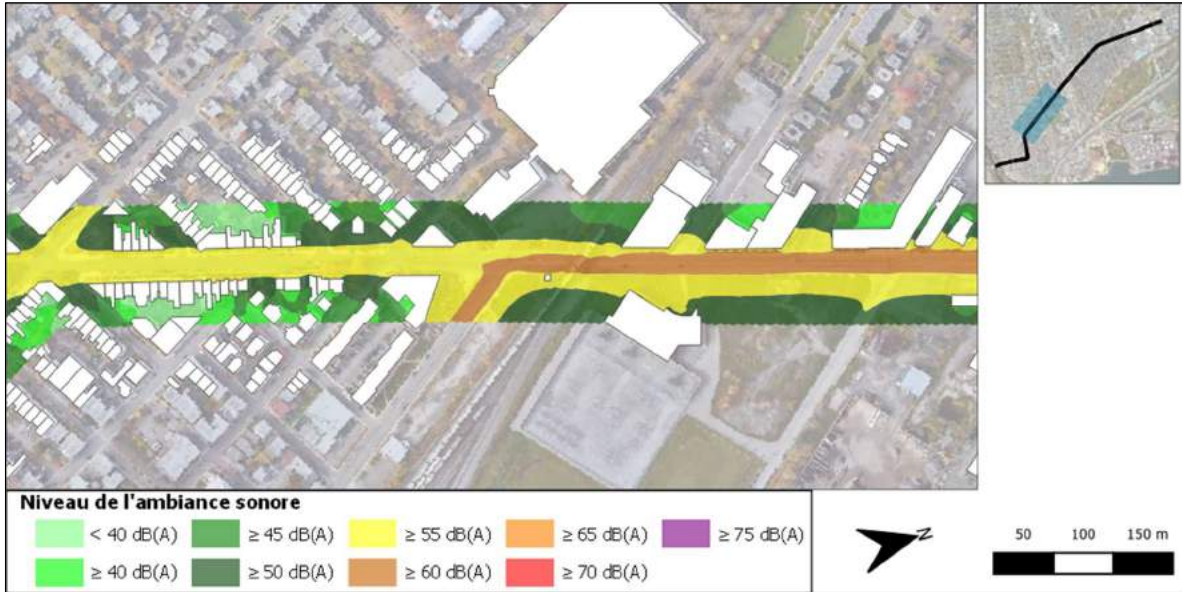 Niveau de l'ambiance sonore
< 40 dB(A) ≥ 45 dB(A) ≥ 55 dB(A) ≥ 65 dB(A) ≥ 75 dB(A)
≥ 40 dB(A) ≥ 50 dB(A) ≥ 60 dB(A) ≥ 70 dB(A)
N
50 100 150 m